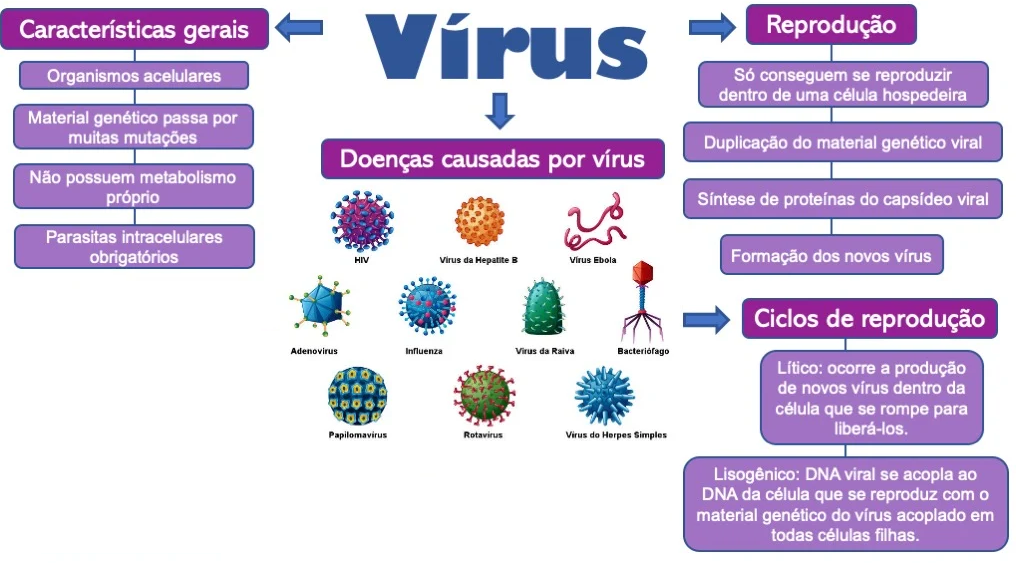 Vírus
Características gerais
Organismos acelulares
Material genético passa por
muitas mutações
Não possuem metabolismo
próprio
Parasitas intracelulares
obrigatórios
Doenças causadas por vírus
HIV
Vírus da Hepatite B
Vírus Ebola
Adenovírus
Influenza
Vírus da Raiva
Bacteriófago
Papilomavírus
Rotavírus
Vírus do Herpes Simples
Reprodução
Só conseguem se reproduzir
dentro de uma célula hospedeira
Duplicação do material genético viral
Síntese de proteínas do capsídeo viral
Formação dos novos vírus
Ciclos de reprodução
Lítico: ocorre a produção
de novos vírus dentro da
célula que se rompe para
liberá-los.
Lisogênico: DNA viral se acopla ao
DNA da célula que se reproduz com o
material genético do vírus acoplado em
todas células filhas.